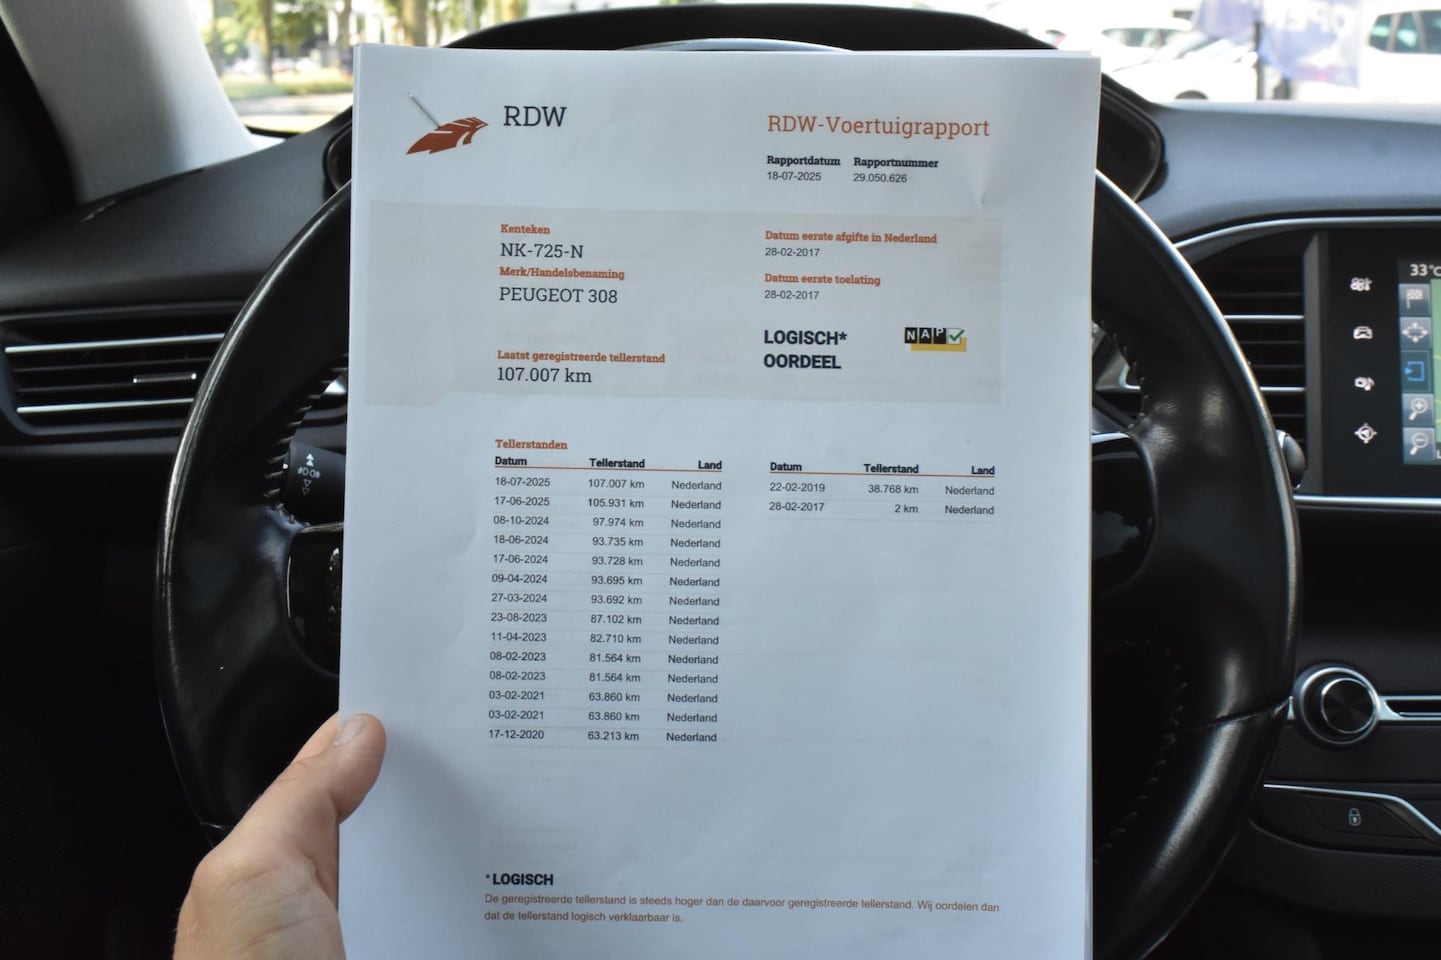 RDW
RDW-Voertuigrapport
Rapportdatum Rapportnummer
18-07-2025 29.050.626
Kenteken
NK-725-N
Merk/Handelsbenaming
PEUGEOT 308
Laatst geregistreerde tellerstand
107.007 km
Datum eerste afgifte in Nederland
28-02-2017
Datum eerste toelating
28-02-2017
LOGISCH*
OORDEEL
NAP
Tellerstanden
Datum Tellerstand Land
18-07-2025 107.007 km Nederland
17-06-2025 105.931 km Nederland
08-10-2024 97.974 km Nederland
18-06-2024 93.735 km Nederland
17-06-2024 93.728 km Nederland
09-04-2024 93.695 km Nederland
27-03-2024 93.692 km Nederland
23-08-2023 87.102 km Nederland
11-04-2023 82.710 km Nederland
08-02-2023 81.564 km Nederland
08-02-2023 81.564 km Nederland
03-02-2021 63.860 km Nederland
03-02-2021 63.860 km Nederland
17-12-2020 63.213 km Nederland
Datum Tellerstand Land
22-02-2019 38.768 km Nederland
28-02-2017 2 km Nederland
*LOGISCH
De geregistreerde tellerstand is steeds hoger dan de daarvoor geregistreerde tellerstand. Wij oordelen dan
dat de tellerstand logisch verklaarbaar is.
33°C